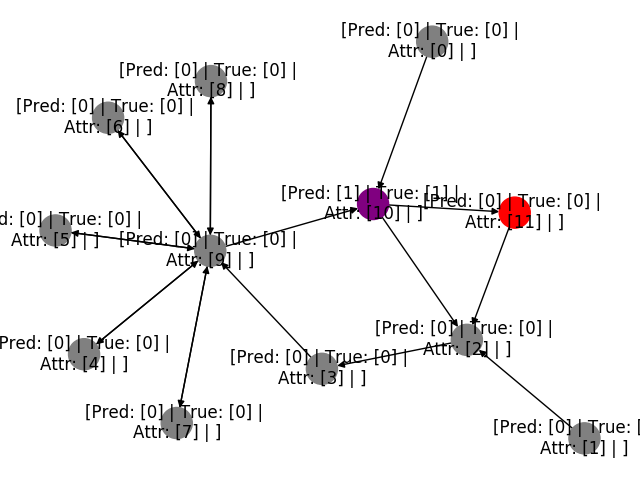 [Pred: [0] | True: [0] |
Attr: [0] | ]
[Pred: [0] | True: [0] |
Attr: [8] | ]
[Pred: [0] | True: [0] |
Attr: [6] | ]
[Pred: [1] | True: [1] |
Attr: [10] | ]
[Pred: [0] | True: [0] |
Attr: [11] | ]
d: [0] | True: [0] |
Attr: [5] | ]
[Pred: [0] | True: [0] |
Attr: [9] | ]
Pred: [0] | True: [0] |
Attr: [4] | ]
[Pred: [0] | True: [0] |
Attr: [2] | ]
[Pred: [0] | True: [0] |
Attr: [3] | ]
[Pred: [0] | True: [0] |
Attr: [7] | ]
[Pred: [0] | True: [
Attr: [1] | ]